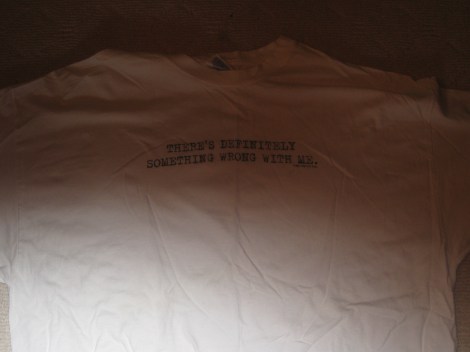 THERE'S DEFINITELY
SOMETHING WRONG WITH ME.